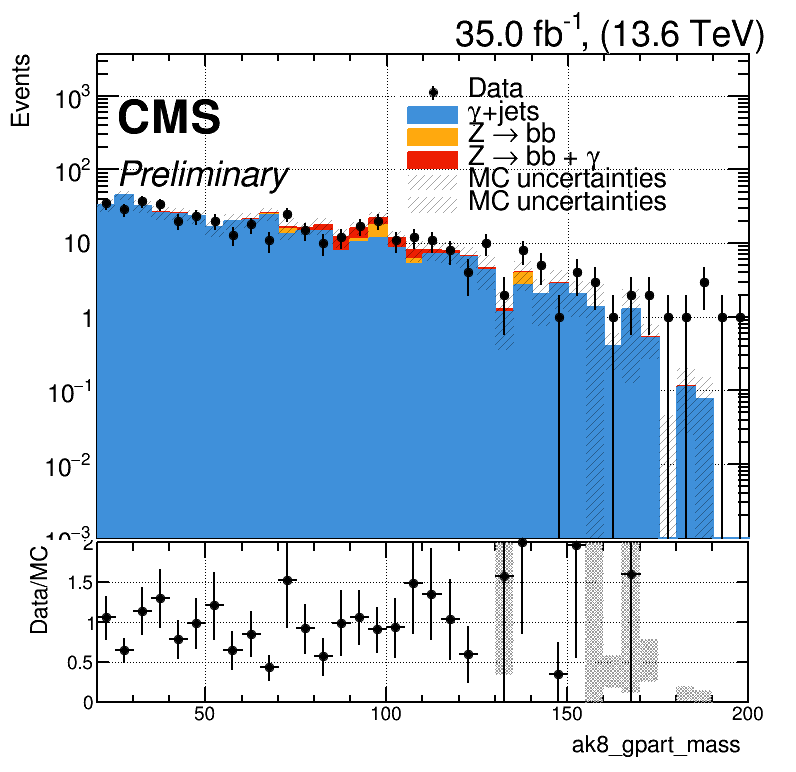 35.0 fb⁻¹, (13.6 TeV)
Events
CMS
Preliminary
Data
γ+jets
Z → bb
Z → bb + γ
MC uncertainties
MC uncertainties
10³
10²
10
1
10⁻¹
10⁻²
10⁻³
Data/MC
2
1.5
1
0.5
0
50 100 150 200
ak8_gpart_mass